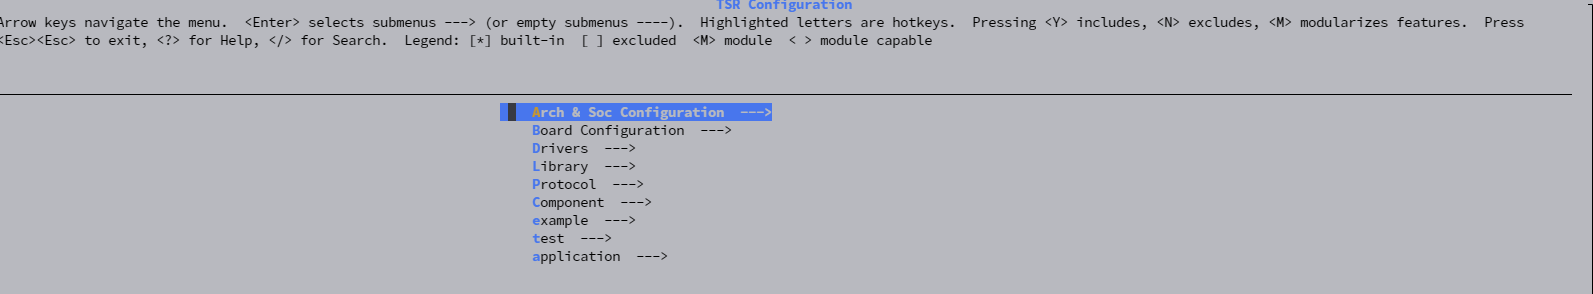 TSR Configuration
Arrow keys navigate the menu.  <Enter> selects submenus ---> (or empty submenus ----).  Highlighted letters are hotkeys.  Pressing <Y> includes, <N> excludes, <M> modularizes features.  Press
<Esc><Esc> to exit, <?> for Help, </> for Search.  Legend: [*] built-in  [ ] excluded  <M> module  < > module capable
Arch & Soc Configuration  --->
Board Configuration  --->
Drivers  --->
Library  --->
Protocol  --->
Component  --->
example  --->
test  --->
application  --->